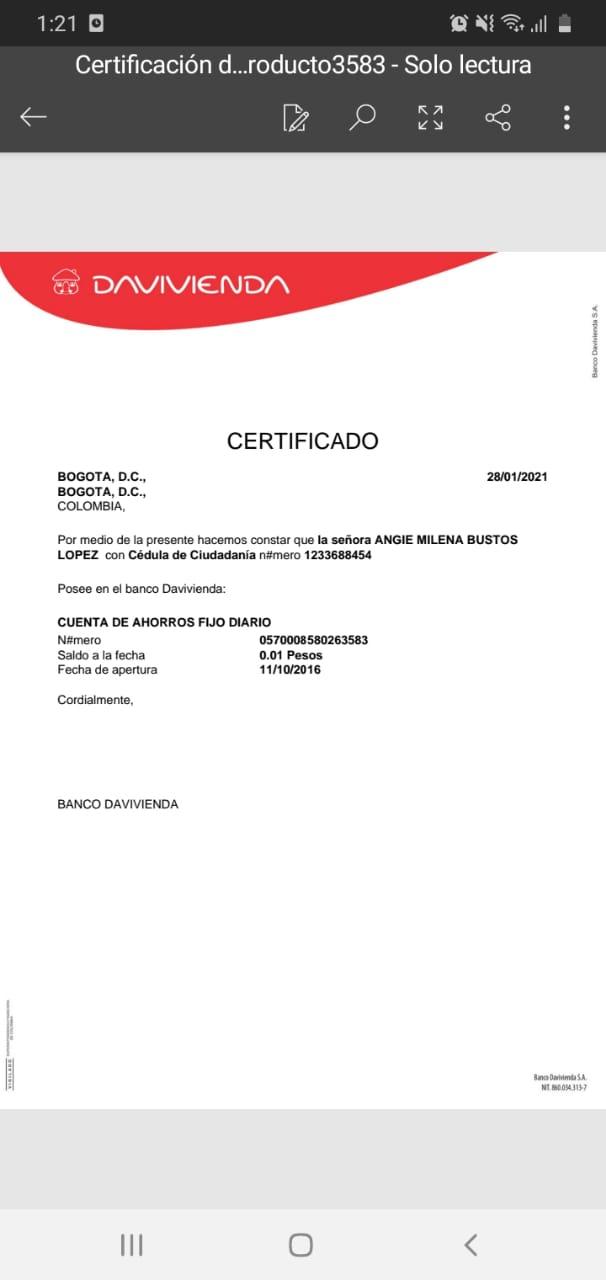 1:21
Certificación d...roducto3583 - Solo lectura
DAVIVIENDA
Banco Davivienda S.A.
CERTIFICADO
BOGOTA, D.C., 28/01/2021
BOGOTA, D.C.,
COLOMBIA,
Por medio de la presente hacemos constar que la señora ANGIE MILENA BUSTOS
LOPEZ con Cédula de Ciudadanía n#mero 1233688454
Posee en el banco Davivienda:
CUENTA DE AHORROS FIJO DIARIO
N#mero 0570008580263583
Saldo a la fecha 0.01 Pesos
Fecha de apertura 11/10/2016
Cordialmente,
BANCO DAVIVIENDA
VIGILADO
Banco Davivienda S.A.
NIT. 860.034.313-7